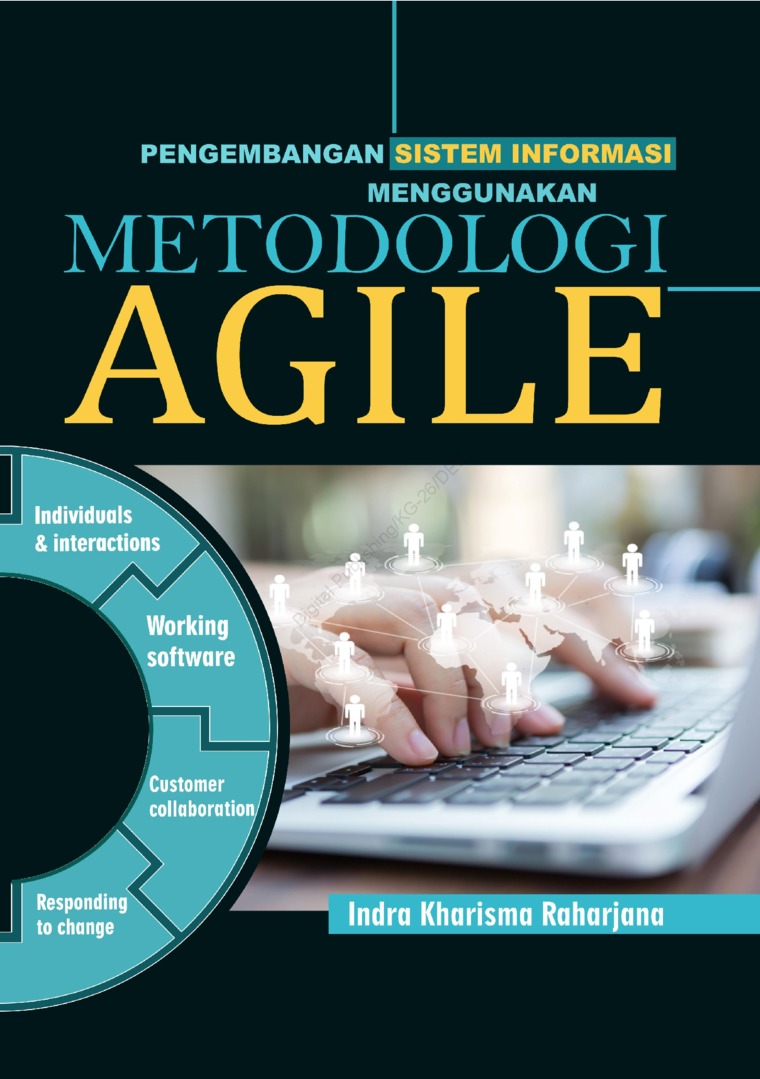 PENGEMBANGAN SISTEM INFORMASI
MENGGUNAKAN
METODOLOGI
AGILE
Individuals
& interactions
Working
software
Customer
collaboration
Responding
to change
Indra Kharisma Raharjana